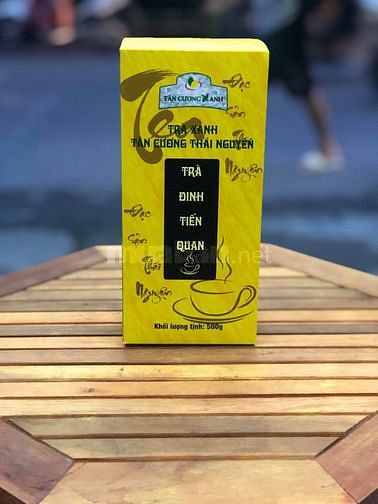 TÂN CƯƠNG XANH
Tea
TRÀ XANH
TÂN CƯƠNG THÁI NGUYÊN
Đặc
Sản
Thái
Nguyên
TRÀ
ĐINH
TIẾN
QUAN
Đặc
Sản
Thái
Nguyên
Khối lượng tịnh: 500g